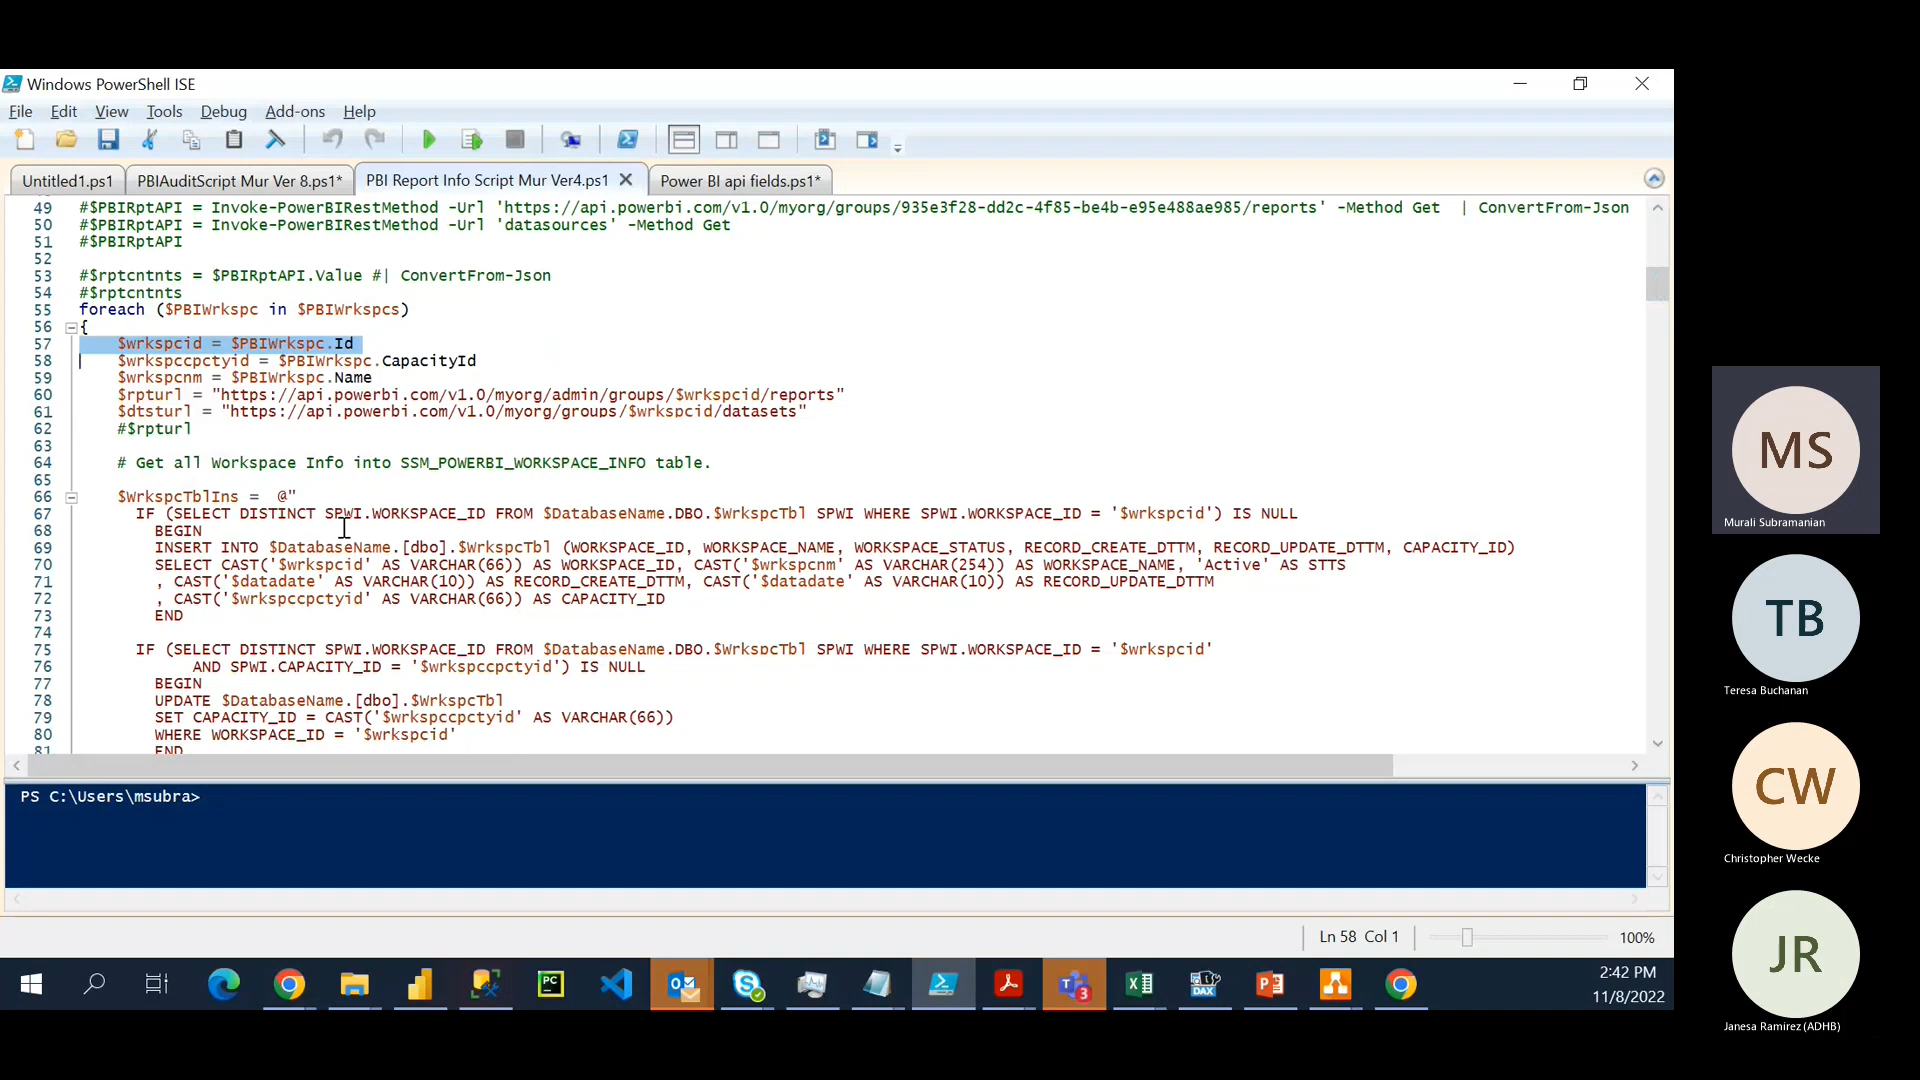 Windows PowerShell ISE
File Edit View Tools Debug Add-ons Help
Untitled1.ps1 PBIAuditScript Mur Ver 8.ps1* PBI Report Info Script Mur Ver4.ps1 Power BI api fields.ps1*
49 #$PBIRptAPI = Invoke-PowerBIRestMethod -Url 'https://api.powerbi.com/v1.0/myorg/groups/935e3f28-dd2c-4f85-be4b-e95e488ae985/reports' -Method Get | ConvertFrom-Json
50 #$PBIRptAPI = Invoke-PowerBIRestMethod -Url 'datasources' -Method Get
51 #$PBIRptAPI
52
53 #$rptcntnts = $PBIRptAPI.Value #| ConvertFrom-Json
54 #$rptcntnts
55 foreach ($PBIWrkspc in $PBIWrkspcs)
56 {
57 $wrkspcid = $PBIWrkspc.Id
58 $wrkspccpctyid = $PBIWrkspc.CapacityId
59 $wrkspcnm = $PBIWrkspc.Name
60 $rpturl = "https://api.powerbi.com/v1.0/myorg/admin/groups/$wrkspcid/reports"
61 $dtsturl = "https://api.powerbi.com/v1.0/myorg/groups/$wrkspcid/datasets"
62 #$rpturl
63
64 # Get all Workspace Info into SSM_POWERBI_WORKSPACE_INFO table.
65
66 $WrkspcTblIns = @"
67 IF (SELECT DISTINCT SPWI.WORKSPACE_ID FROM $DatabaseName.DBO.$WrkspcTbl SPWI WHERE SPWI.WORKSPACE_ID = '$wrkspcid') IS NULL
68 BEGIN
69 INSERT INTO $DatabaseName.[dbo].$WrkspcTbl (WORKSPACE_ID, WORKSPACE_NAME, WORKSPACE_STATUS, RECORD_CREATE_DTTM, RECORD_UPDATE_DTTM, CAPACITY_ID)
70 SELECT CAST('$wrkspcid' AS VARCHAR(66)) AS WORKSPACE_ID, CAST('$wrkspcnm' AS VARCHAR(254)) AS WORKSPACE_NAME, 'Active' AS STTS
71 , CAST('$datadate' AS VARCHAR(10)) AS RECORD_CREATE_DTTM, CAST('$datadate' AS VARCHAR(10)) AS RECORD_UPDATE_DTTM
72 , CAST('$wrkspccpctyid' AS VARCHAR(66)) AS CAPACITY_ID
73 END
74
75 IF (SELECT DISTINCT SPWI.WORKSPACE_ID FROM $DatabaseName.DBO.$WrkspcTbl SPWI WHERE SPWI.WORKSPACE_ID = '$wrkspcid'
76 AND SPWI.CAPACITY_ID = '$wrkspccpctyid') IS NULL
77 BEGIN
78 UPDATE $DatabaseName.[dbo].$WrkspcTbl
79 SET CAPACITY_ID = CAST('$wrkspccpctyid' AS VARCHAR(66))
80 WHERE WORKSPACE_ID = '$wrkspcid'
81 END
PS C:\Users\msubra>
Ln 58 Col 1 100%
PC
3
DAX
2:42 PM
11/8/2022
MS
Murali Subramanian
TB
Teresa Buchanan
CW
Christopher Wecke
JR
Janesa Ramirez (ADHB)